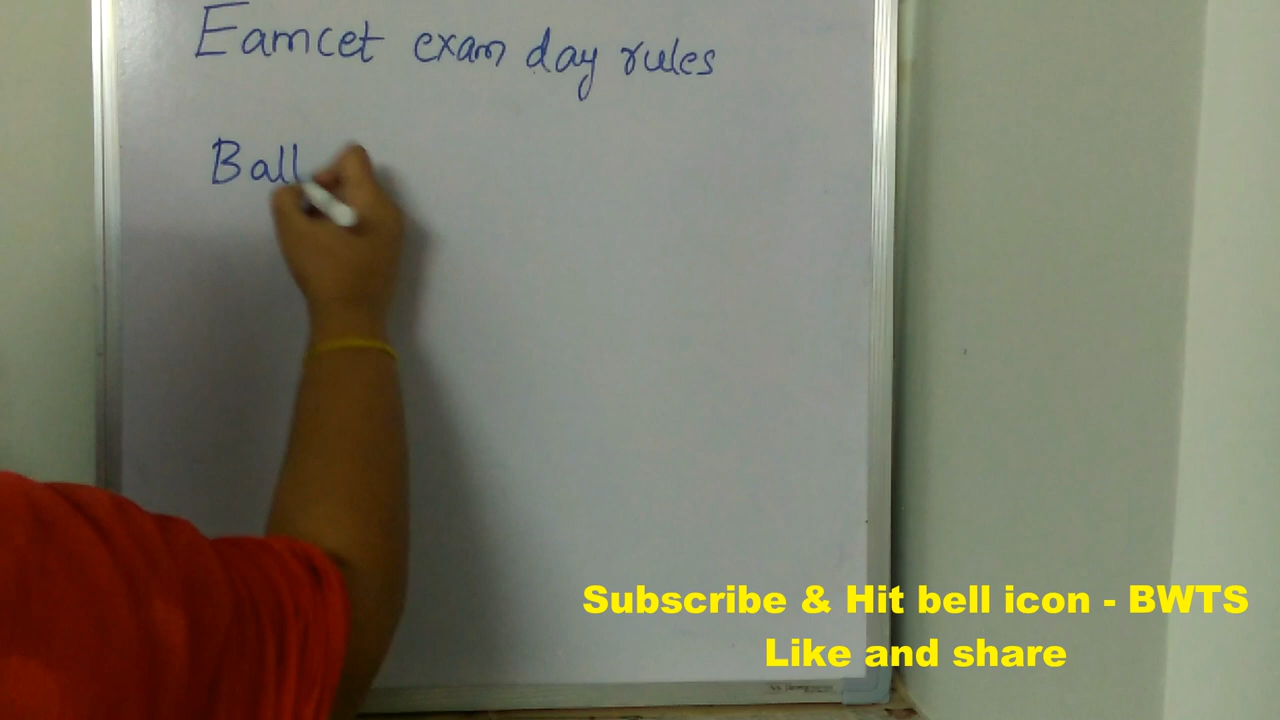 Eamcet exam day rules
Ball
Subscribe & Hit bell icon - BWTS
Like and share